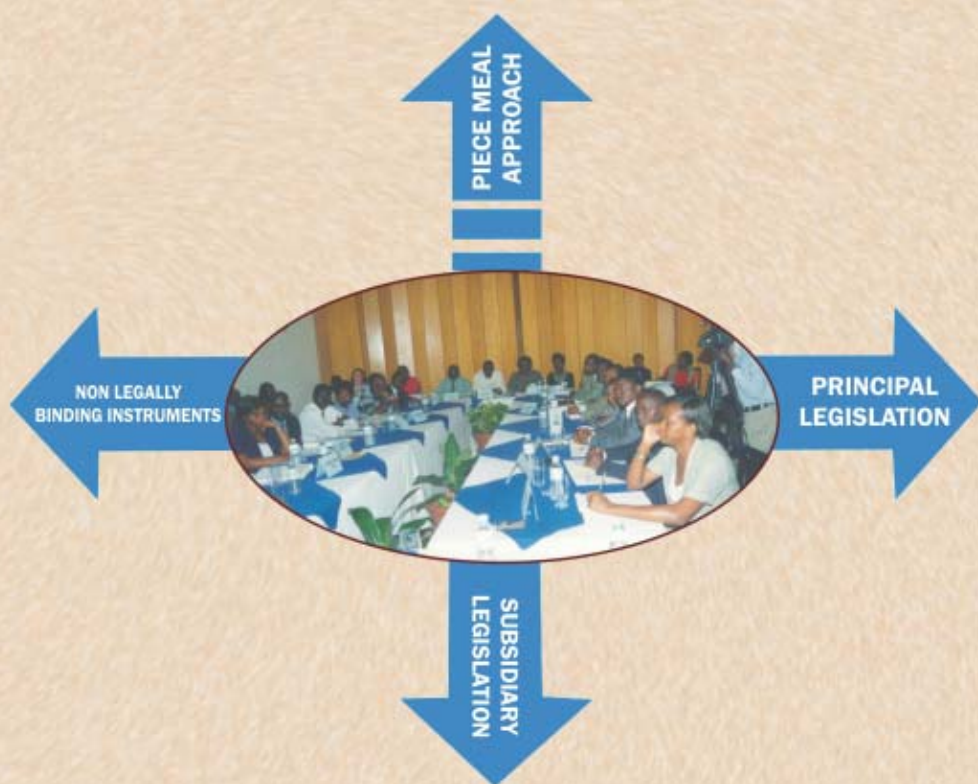 PIECE MEAL
APPROACH
NON LEGALLY
BINDING INSTRUMENTS
PRINCIPAL
LEGISLATION
SUBSIDIARY
LEGISLATION